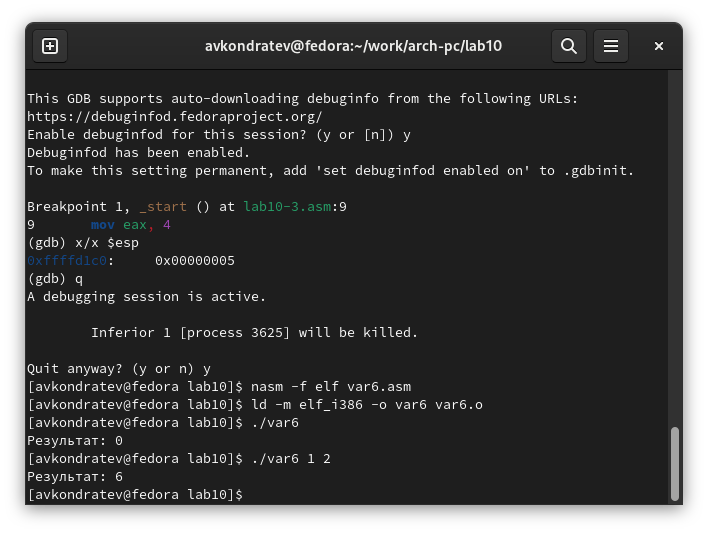 avkondratev@fedora:~/work/arch-pc/lab10
This GDB supports auto-downloading debuginfo from the following URLs:
https://debuginfod.fedoraproject.org/
Enable debuginfod for this session? (y or [n]) y
Debuginfod has been enabled.
To make this setting permanent, add 'set debuginfod enabled on' to .gdbinit.
Breakpoint 1, _start () at lab10-3.asm:9
9       mov eax, 4
(gdb) x/x $esp
0xffffd1c0:     0x00000005
(gdb) q
A debugging session is active.
Inferior 1 [process 3625] will be killed.
Quit anyway? (y or n) y
[avkondratev@fedora lab10]$ nasm -f elf var6.asm
[avkondratev@fedora lab10]$ ld -m elf_i386 -o var6 var6.o
[avkondratev@fedora lab10]$ ./var6
Результат: 0
[avkondratev@fedora lab10]$ ./var6 1 2
Результат: 6
[avkondratev@fedora lab10]$